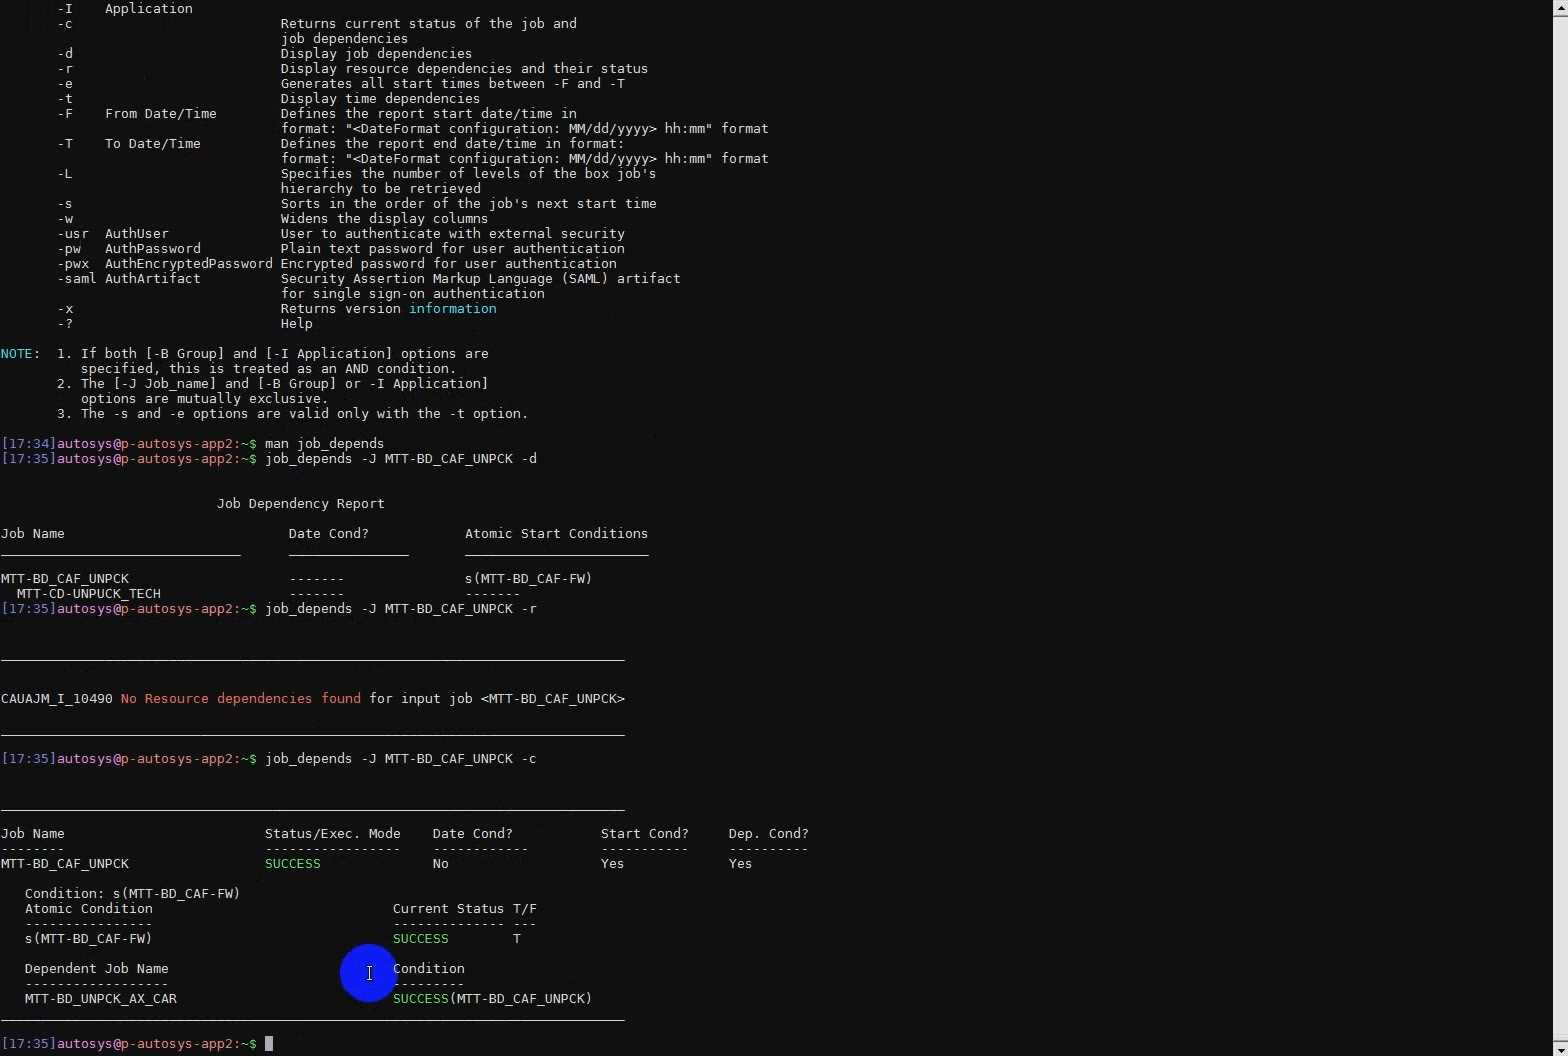 -I    Application
-c                          Returns current status of the job and
                            job dependencies
-d                          Display job dependencies
-r                          Display resource dependencies and their status
-e                          Generates all start times between -F and -T
-t                          Display time dependencies
-F    From Date/Time        Defines the report start date/time in
                            format: "<DateFormat configuration: MM/dd/yyyy> hh:mm" format
-T    To Date/Time          Defines the report end date/time in format:
                            format: "<DateFormat configuration: MM/dd/yyyy> hh:mm" format
-L                          Specifies the number of levels of the box job's
                            hierarchy to be retrieved
-s                          Sorts in the order of the job's next start time
-w                          Widens the display columns
-usr  AuthUser              User to authenticate with external security
-pw   AuthPassword          Plain text password for user authentication
-pwx  AuthEncryptedPassword Encrypted password for user authentication
-saml AuthArtifact          Security Assertion Markup Language (SAML) artifact
                            for single sign-on authentication
-x                          Returns version information
-?                          Help
NOTE:  1. If both [-B Group] and [-I Application] options are
          specified, this is treated as an AND condition.
       2. The [-J Job_name] and [-B Group] or -I Application]
          options are mutually exclusive.
       3. The -s and -e options are valid only with the -t option.
[17:34]autosys@p-autosys-app2:~$ man job_depends
[17:35]autosys@p-autosys-app2:~$ job_depends -J MTT-BD_CAF_UNPCK -d
Job Dependency Report
Job Name                            Date Cond?            Atomic Start Conditions
______________________________      _______________       _______________________
MTT-BD_CAF_UNPCK                    -------               s(MTT-BD_CAF-FW)
  MTT-CD-UNPUCK_TECH                -------               -------
[17:35]autosys@p-autosys-app2:~$ job_depends -J MTT-BD_CAF_UNPCK -r
______________________________________________________________________________
CAUAJM_I_10490 No Resource dependencies found for input job <MTT-BD_CAF_UNPCK>
______________________________________________________________________________
[17:35]autosys@p-autosys-app2:~$ job_depends -J MTT-BD_CAF_UNPCK -c
______________________________________________________________________________
Job Name                         Status/Exec. Mode    Date Cond?           Start Cond?     Dep. Cond?
--------                         -----------------    ------------         -----------     ----------
MTT-BD_CAF_UNPCK                 SUCCESS              No                   Yes             Yes
   Condition: s(MTT-BD_CAF-FW)
   Atomic Condition                              Current Status T/F
   ----------------                              -------------- ---
   s(MTT-BD_CAF-FW)                              SUCCESS        T
   Dependent Job Name                            Condition
   ------------------                            ---------
   MTT-BD_UNPCK_AX_CAR                           SUCCESS(MTT-BD_CAF_UNPCK)
______________________________________________________________________________
[17:35]autosys@p-autosys-app2:~$